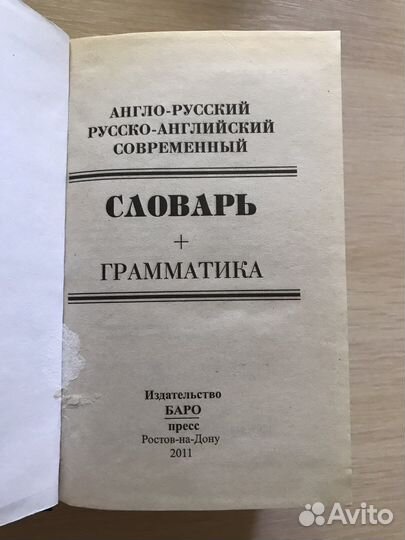 АНГЛО-РУССКИЙ
РУССКО-АНГЛИЙСКИЙ
СОВРЕМЕННЫЙ
СЛОВАРЬ
+
ГРАММАТИКА
Издательство
БАРО
пресс
Ростов-на-Дону
2011
Avito